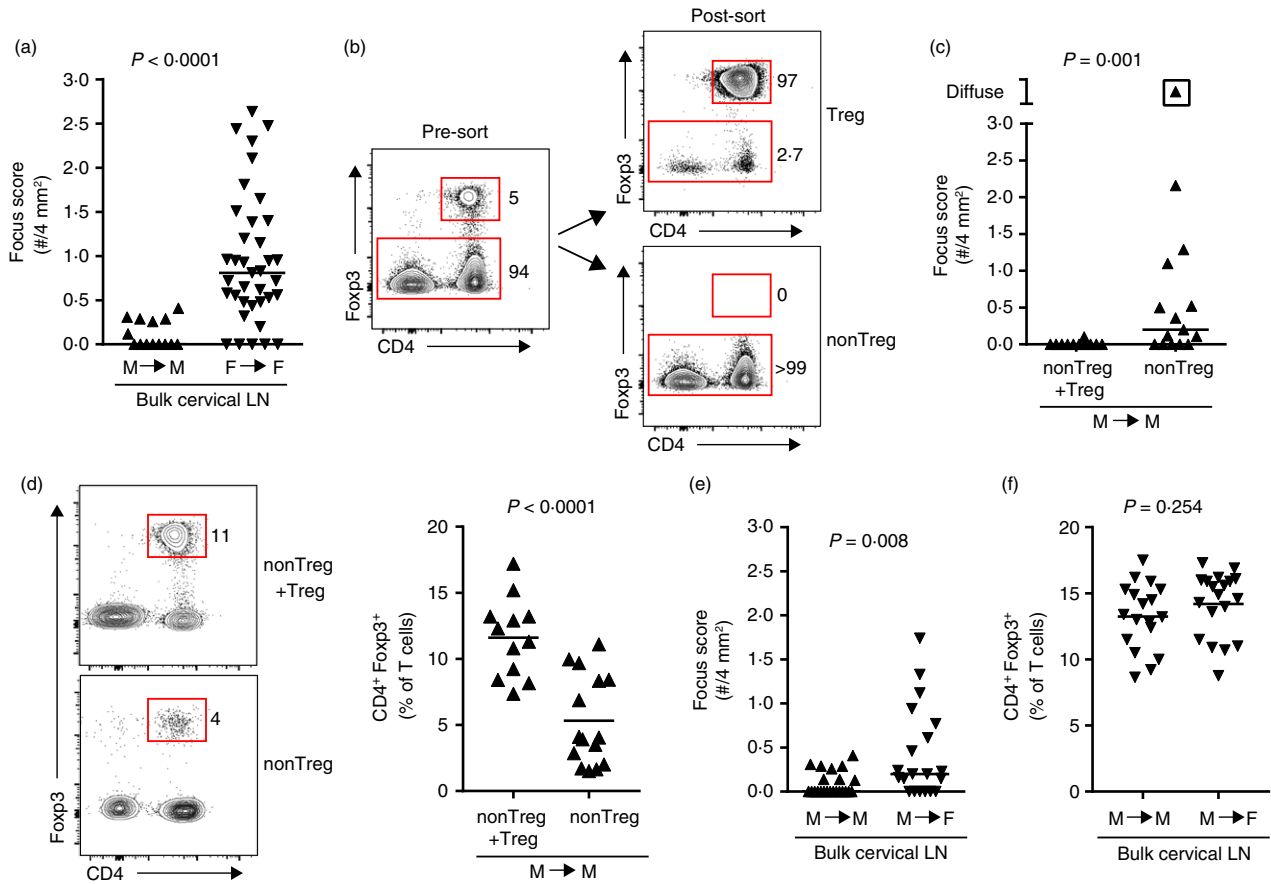 (a)
P < 0·0001
Focus score
(#/4 mm²)
3·0
2·5
2·0
1·5
1·0
0·5
0·0
M → M
F → F
Bulk cervical LN
(b)
Pre-sort
Foxp3
CD4
5
94
Post-sort
Foxp3
CD4
97
2·7
Treg
Foxp3
CD4
0
>99
nonTreg
(c)
P = 0·001
Diffuse
Focus score
(#/4 mm²)
3·0
2·5
2·0
1·5
1·0
0·5
0·0
nonTreg
+Treg
nonTreg
M → M
(d)
11
nonTreg
+Treg
4
nonTreg
Foxp3
CD4
P < 0·0001
CD4⁺ Foxp3⁺
(% of T cells)
20
15
10
5
0
nonTreg
+Treg
nonTreg
M → M
(e)
P = 0·008
Focus score
(#/4 mm²)
3·0
2·5
2·0
1·5
1·0
0·5
0·0
M → M
M → F
Bulk cervical LN
(f)
P = 0·254
CD4⁺ Foxp3⁺
(% of T cells)
20
15
10
5
0
M → M
M → F
Bulk cervical LN